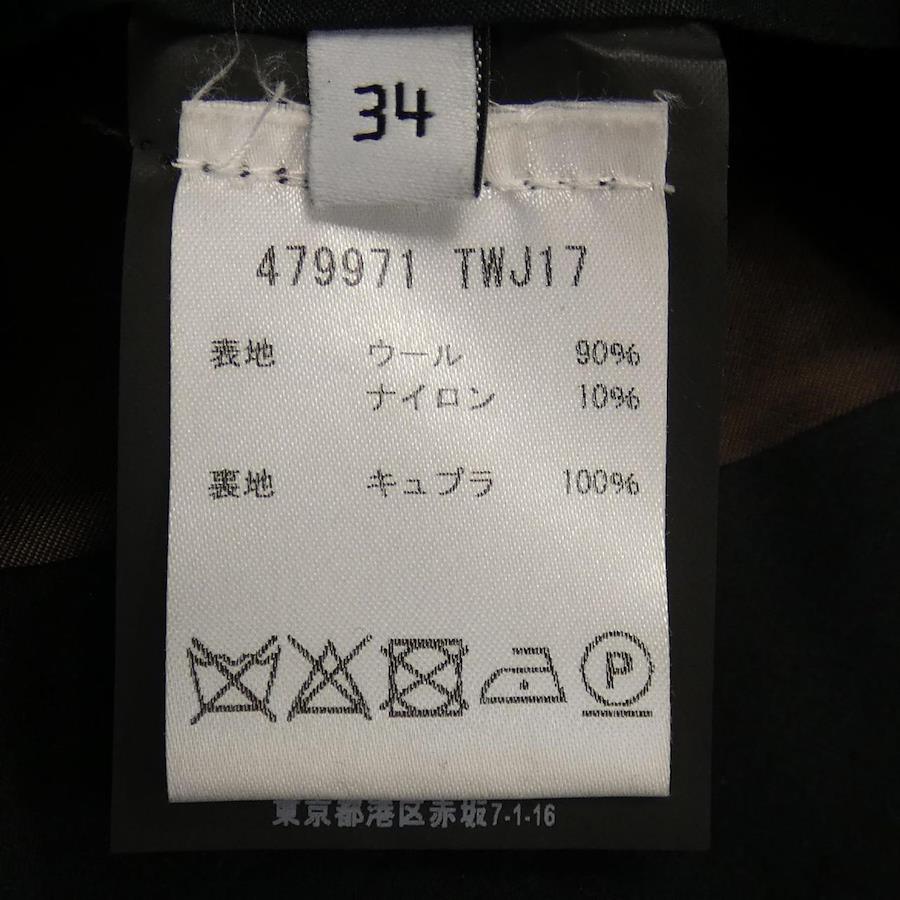 34
479971 TWJ17
表地 ウール 90%
ナイロン 10%
裏地 キュプラ 100%
P
東京都港区赤坂7-1-16